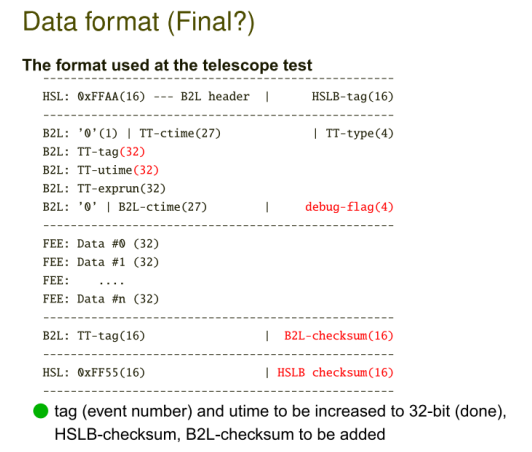 Data format (Final?)
The format used at the telescope test
------------------------------------------------
HSL: 0xFFAA(16) --- B2L header | HSLB-tag(16)
------------------------------------------------
B2L: '0'(1) | TT-ctime(27) | TT-type(4)
B2L: TT-tag(32)
B2L: TT-utime(32)
B2L: TT-exprun(32)
B2L: '0' | B2L-ctime(27) | debug-flag(4)
------------------------------------------------
FEE: Data #0 (32)
FEE: Data #1 (32)
FEE: ....
FEE: Data #n (32)
------------------------------------------------
B2L: TT-tag(16) | B2L-checksum(16)
------------------------------------------------
HSL: 0xFF55(16) | HSLB checksum(16)
------------------------------------------------
tag (event number) and utime to be increased to 32-bit (done),
HSLB-checksum, B2L-checksum to be added